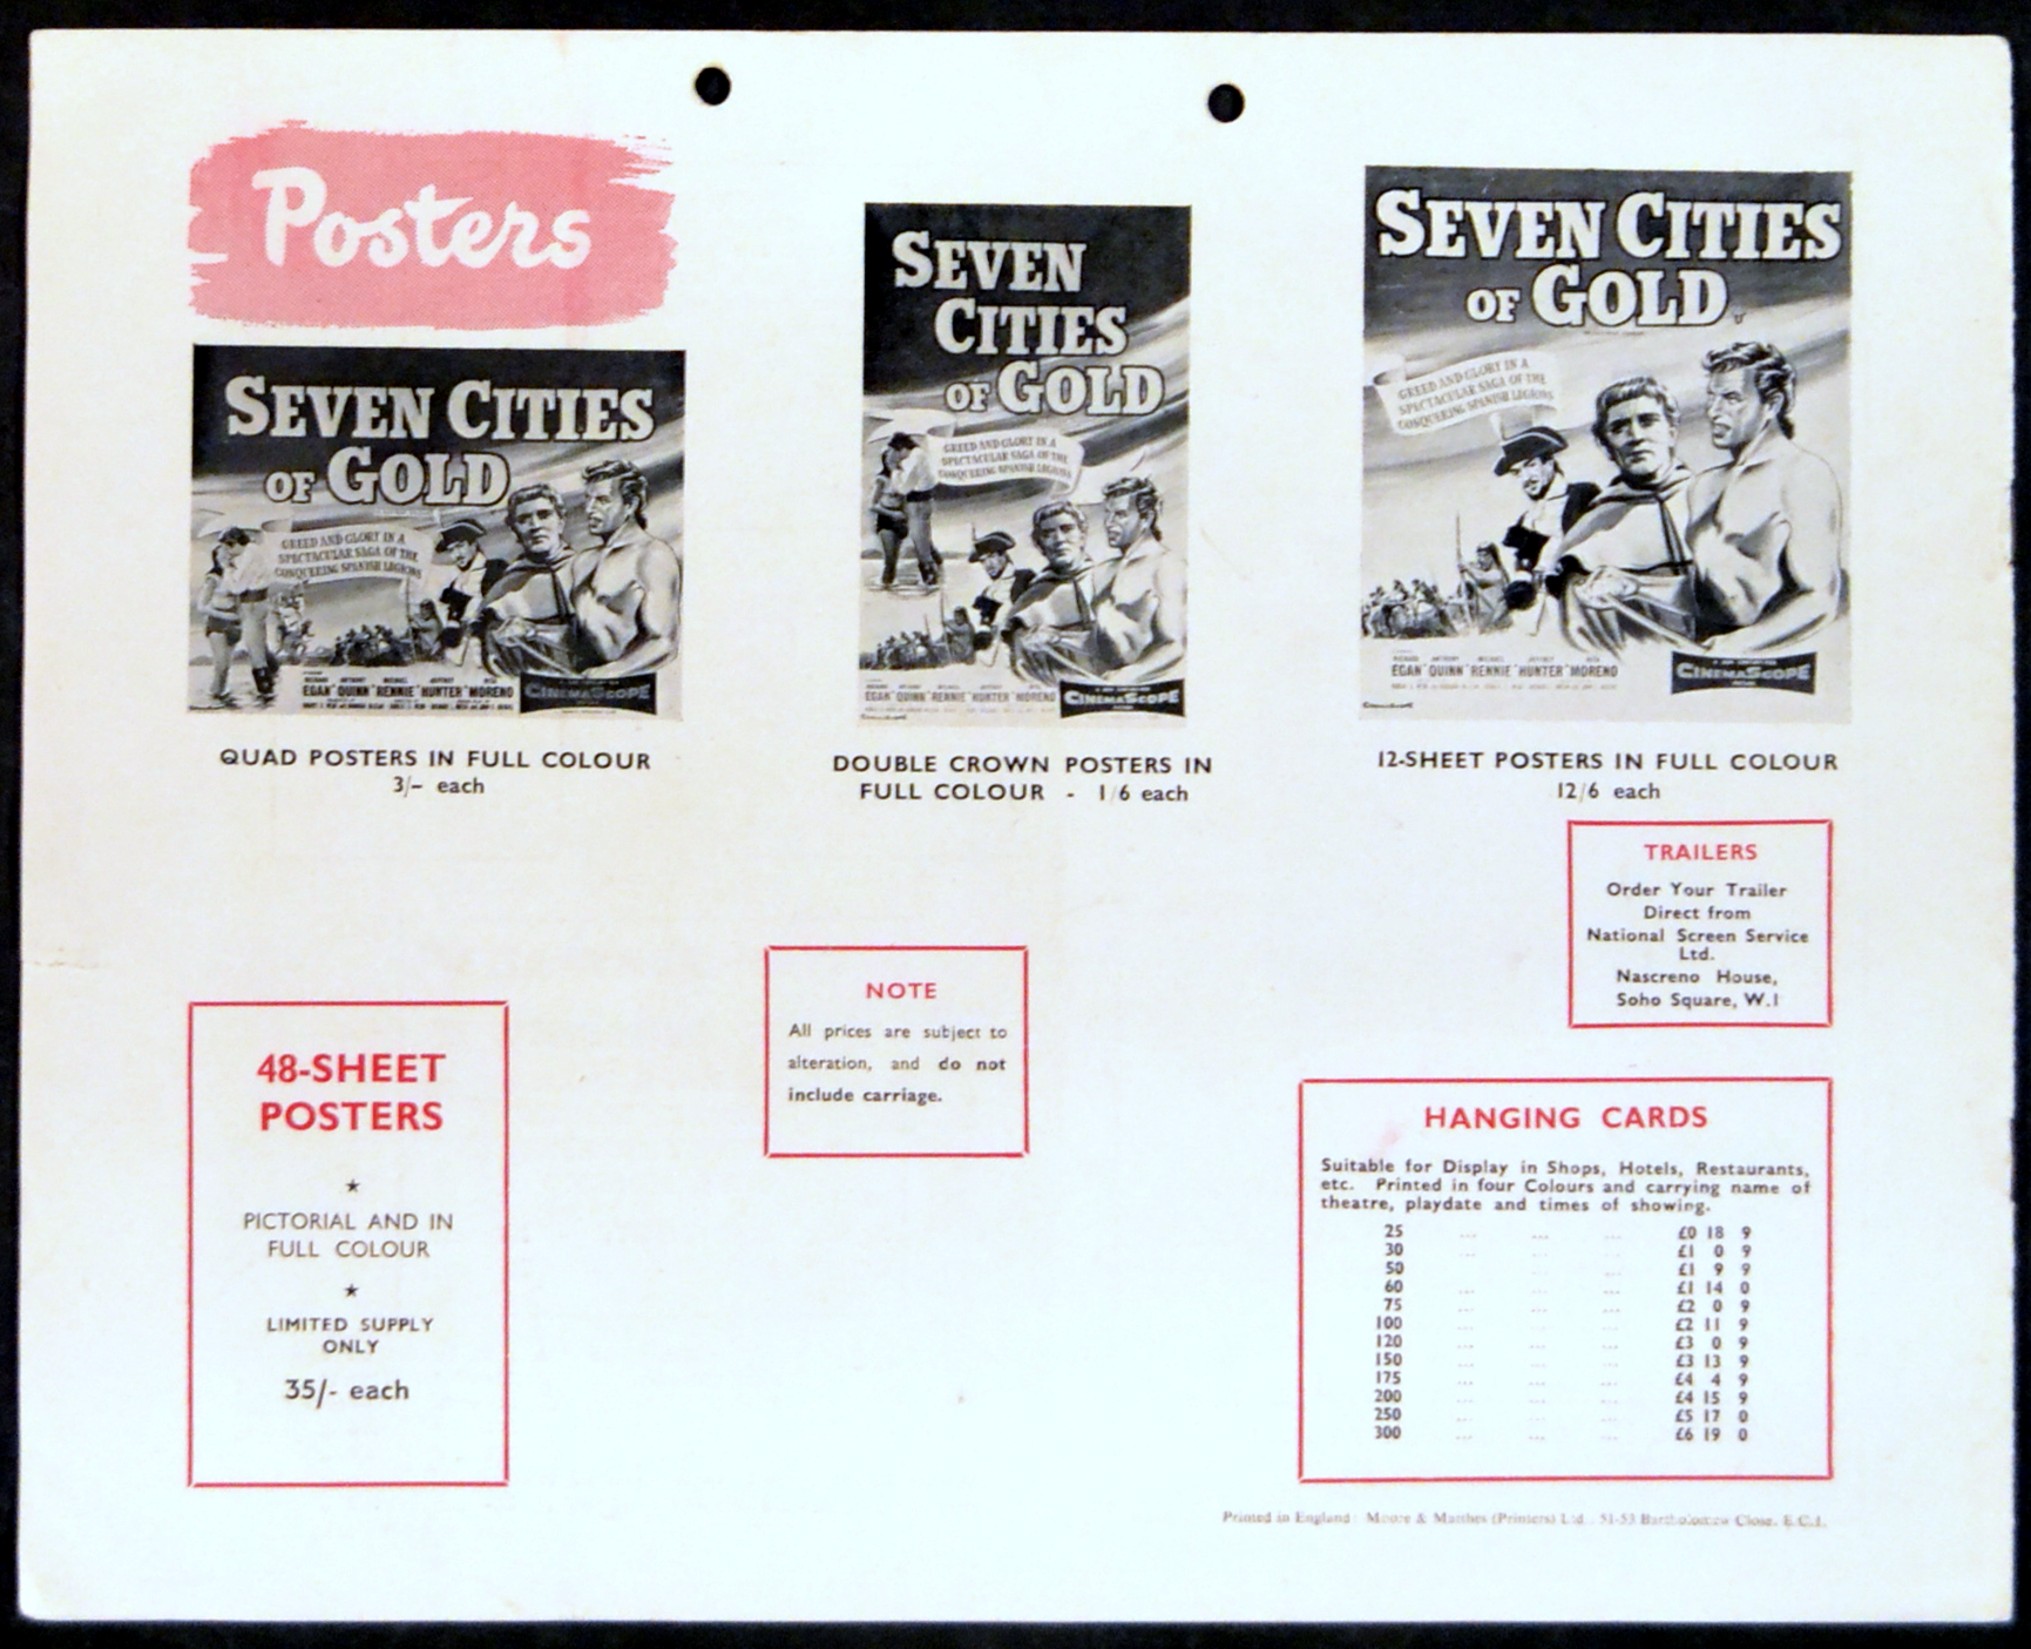 Posters
SEVEN CITIES
OF GOLD
GREED AND GLORY IN A
SPECTACULAR SAGA OF THE
CONQUERING SPANISH LEGIONS
RICHARD ANTHONY MICHAEL JEFFREY RITA
EGAN QUINN RENNIE HUNTER MORENO
CINEMASCOPE
QUAD POSTERS IN FULL COLOUR
3/– each
SEVEN
CITIES
OF GOLD
GREED AND GLORY IN A
SPECTACULAR SAGA OF THE
CONQUERING SPANISH LEGIONS
EGAN QUINN RENNIE HUNTER MORENO
CINEMASCOPE
DOUBLE CROWN POSTERS IN
FULL COLOUR - 1/6 each
SEVEN CITIES
OF GOLD
GREED AND GLORY IN A
SPECTACULAR SAGA OF THE
CONQUERING SPANISH LEGIONS
RICHARD ANTHONY MICHAEL JEFFREY RITA
EGAN QUINN RENNIE HUNTER MORENO
CINEMASCOPE
12-SHEET POSTERS IN FULL COLOUR
12/6 each
TRAILERS
Order Your Trailer
Direct from
National Screen Service
Ltd.
Nascreno House,
Soho Square, W.1
NOTE
All prices are subject to
alteration, and do not
include carriage.
48-SHEET
POSTERS
★
PICTORIAL AND IN
FULL COLOUR
★
LIMITED SUPPLY
ONLY
35/- each
HANGING CARDS
Suitable for Display in Shops, Hotels, Restaurants,
etc. Printed in four Colours and carrying name of
theatre, playdate and times of showing.
25 ... ... ... £0 18 9
30 ... ... ... £1 0 9
50 ... ... ... £1 9 9
60 ... ... ... £1 14 0
75 ... ... ... £2 0 9
100 ... ... ... £2 11 9
120 ... ... ... £3 0 9
150 ... ... ... £3 13 9
175 ... ... ... £4 4 9
200 ... ... ... £4 15 9
250 ... ... ... £5 17 0
300 ... ... ... £6 19 0
Printed in England Moore & Matthes (Printers) Ltd., 51-53 Bartholomew Close, E.C.1.